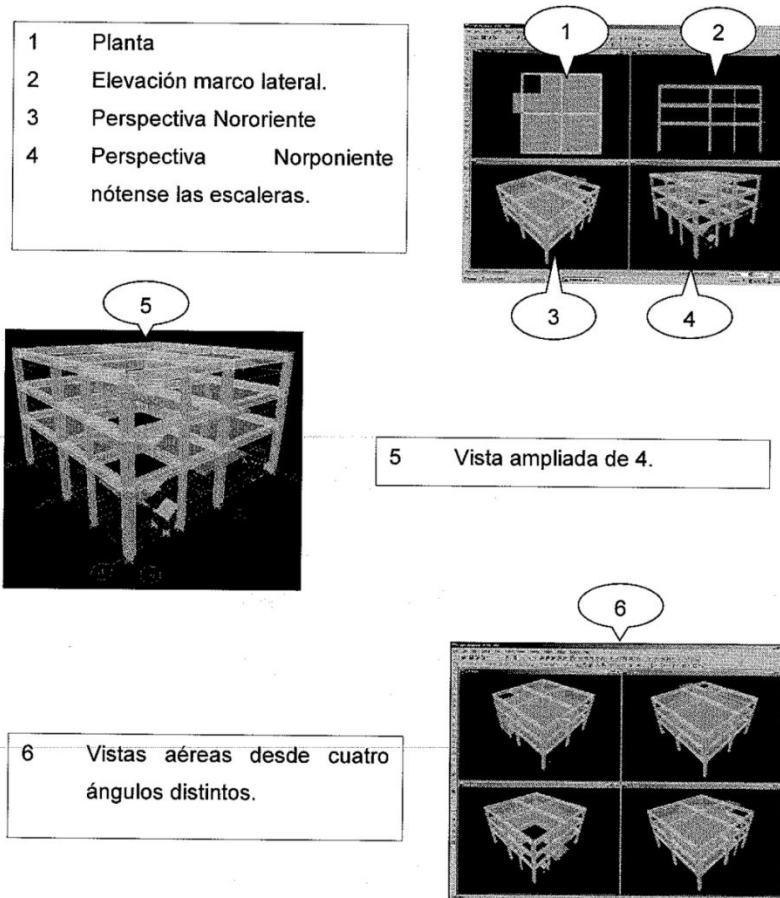 1 Planta
2 Elevación marco lateral.
3 Perspectiva Nororiente
4 Perspectiva Norponiente
nótense las escaleras.
1
2
3
4
5
5 Vista ampliada de 4.
6
6 Vistas aéreas desde cuatro
ángulos distintos.